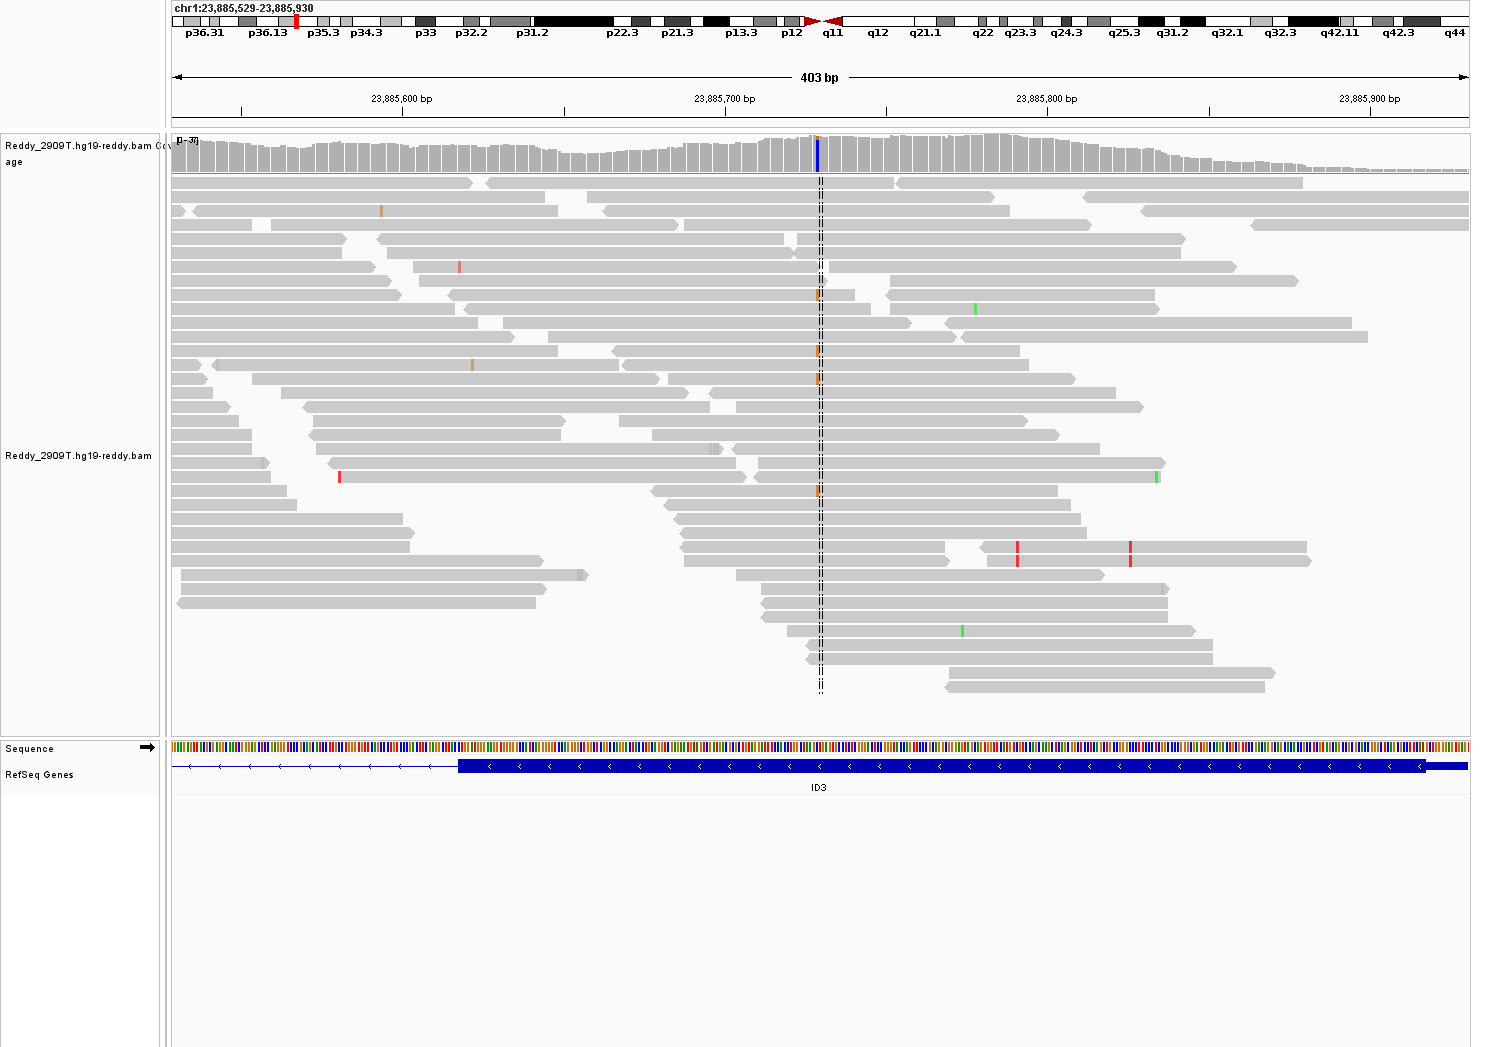 chr1:23,885,529-23,885,930
p36.31 p36.13 p35.3 p34.3 p33 p32.2 p31.2 p22.3 p21.3 p13.3 p12 q11 q12 q21.1 q22 q23.3 q24.3 q25.3 q31.2 q32.1 q32.3 q42.11 q42.3 q44
403 bp
23,885,600 bp 23,885,700 bp 23,885,800 bp 23,885,900 bp
Reddy_2909T.hg19-reddy.bam
age
Reddy_2909T.hg19-reddy.bam
Sequence
RefSeq Genes
ID3